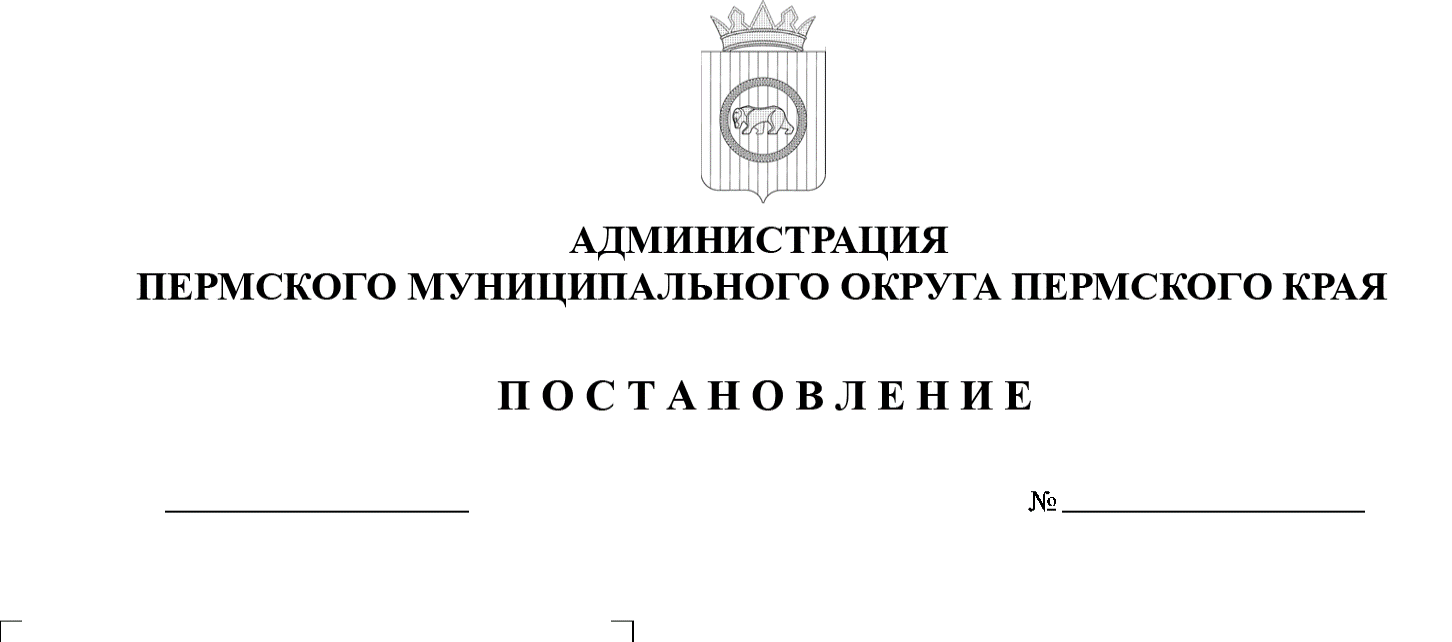 АДМИНИСТРАЦИЯ
ПЕРМСКОГО МУНИЦИПАЛЬНОГО ОКРУГА ПЕРМСКОГО КРАЯ
П О С Т А Н О В Л Е Н И Е
№